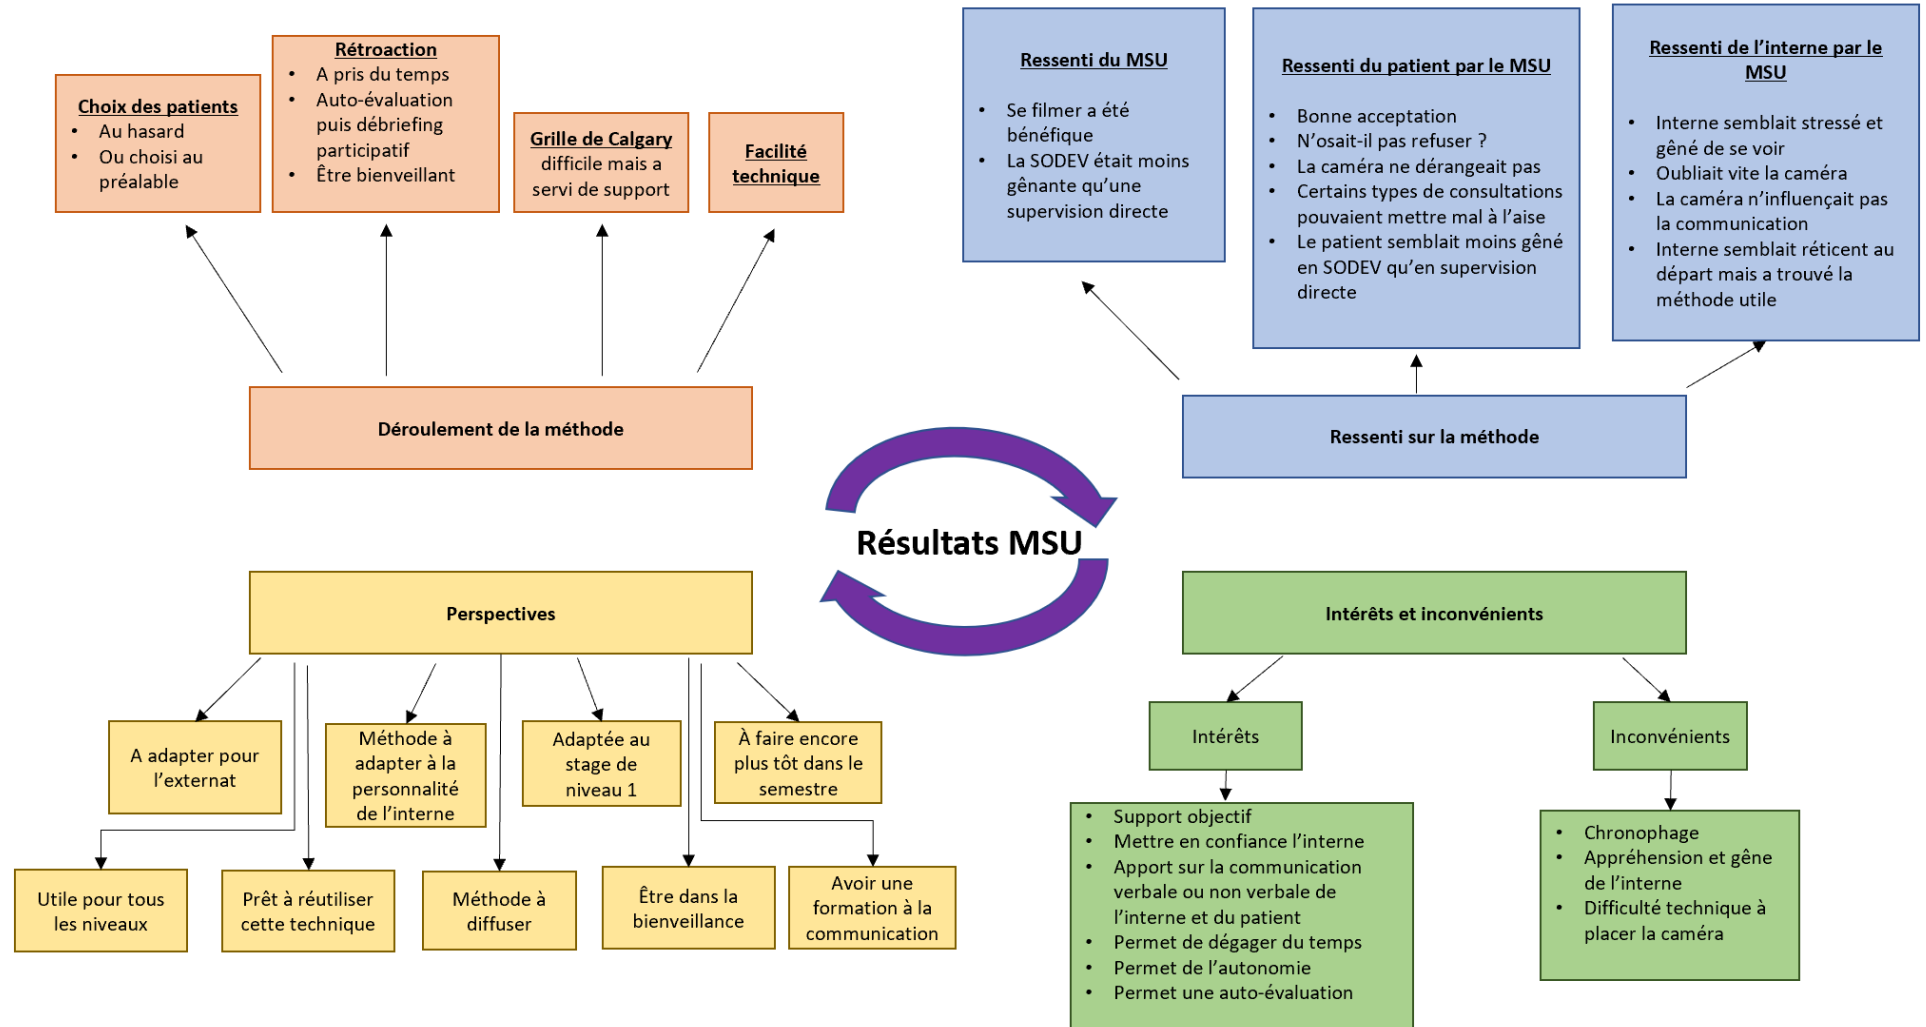 Choix des patients
• Au hasard
• Ou choisi au
préalable
Rétroaction
• A pris du temps
• Auto-évaluation
puis débriefing
participatif
• Être bienveillant
Grille de Calgary
difficile mais a
servi de support
Facilité
technique
Déroulement de la méthode
Ressenti du MSU
• Se filmer a été
bénéfique
• La SODEV était moins
gênante qu’une
supervision directe
Ressenti du patient par le MSU
• Bonne acceptation
• N’osait-il pas refuser ?
• La caméra ne dérangeait pas
• Certains types de consultations
pouvaient mettre mal à l’aise
• Le patient semblait moins gêné
en SODEV qu’en supervision
directe
Ressenti de l’interne par le
MSU
• Interne semblait stressé et
gêné de se voir
• Oubliait vite la caméra
• La caméra n’influençait pas
la communication
• Interne semblait réticent au
départ mais a trouvé la
méthode utile
Ressenti sur la méthode
Résultats MSU
Perspectives
A adapter pour
l’externat
Méthode à
adapter à la
personnalité
de l’interne
Adaptée au
stage de
niveau 1
À faire encore
plus tôt dans le
semestre
Utile pour tous
les niveaux
Prêt à réutiliser
cette technique
Méthode à
diffuser
Être dans la
bienveillance
Avoir une
formation à la
communication
Intérêts et inconvénients
Intérêts
• Support objectif
• Mettre en confiance l’interne
• Apport sur la communication
verbale ou non verbale de
l’interne et du patient
• Permet de dégager du temps
• Permet de l’autonomie
• Permet une auto-évaluation
Inconvénients
• Chronophage
• Appréhension et gêne
de l’interne
• Difficulté technique à
placer la caméra